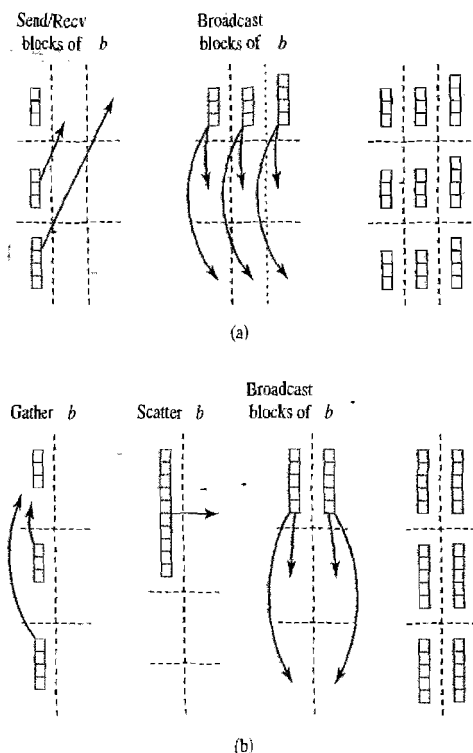 Send/Recv
blocks of b
Broadcast
blocks of b
(a)
Gather b
Scatter b
Broadcast
blocks of b
(b)